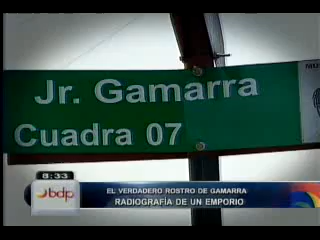 Jr. Gamarra
Cuadra 07
8:33
bdp
EL VERDADERO ROSTRO DE GAMARRA
RADIOGRAFÍA DE UN EMPORIO